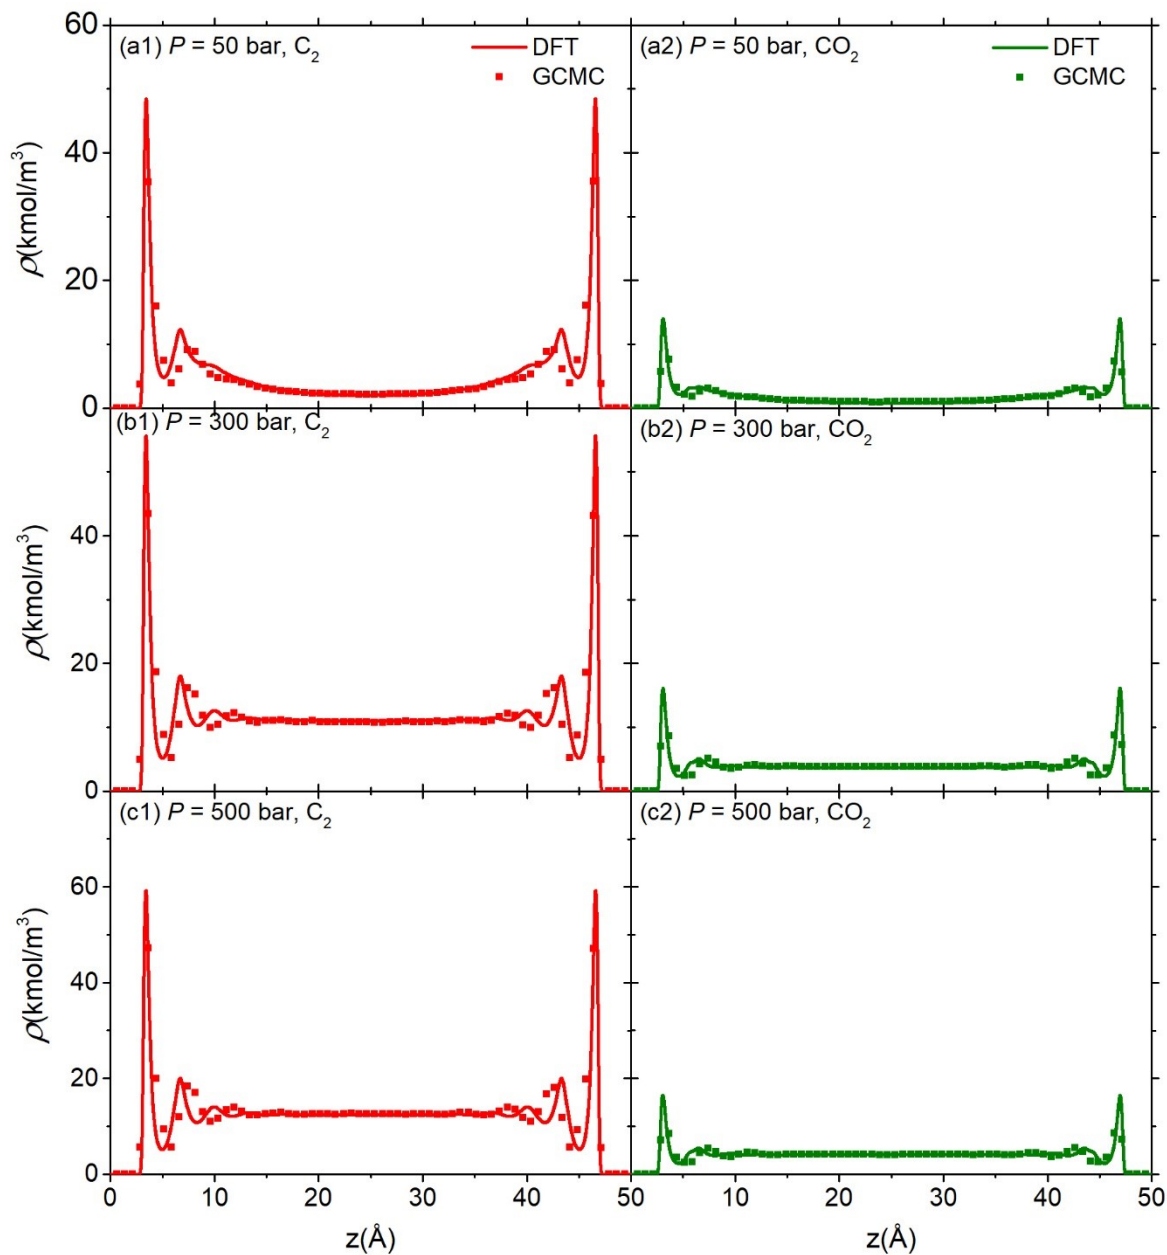 60
(a1) P = 50 bar, C₂
DFT
GCMC
(a2) P = 50 bar, CO₂
DFT
GCMC
40
ρ(kmol/m³)
20
0
(b1) P = 300 bar, C₂
(b2) P = 300 bar, CO₂
40
ρ(kmol/m³)
20
0
(c1) P = 500 bar, C₂
(c2) P = 500 bar, CO₂
60
40
ρ(kmol/m³)
20
0
0 10 20 30 40 50 10 20 30 40 50
z(Å) z(Å)